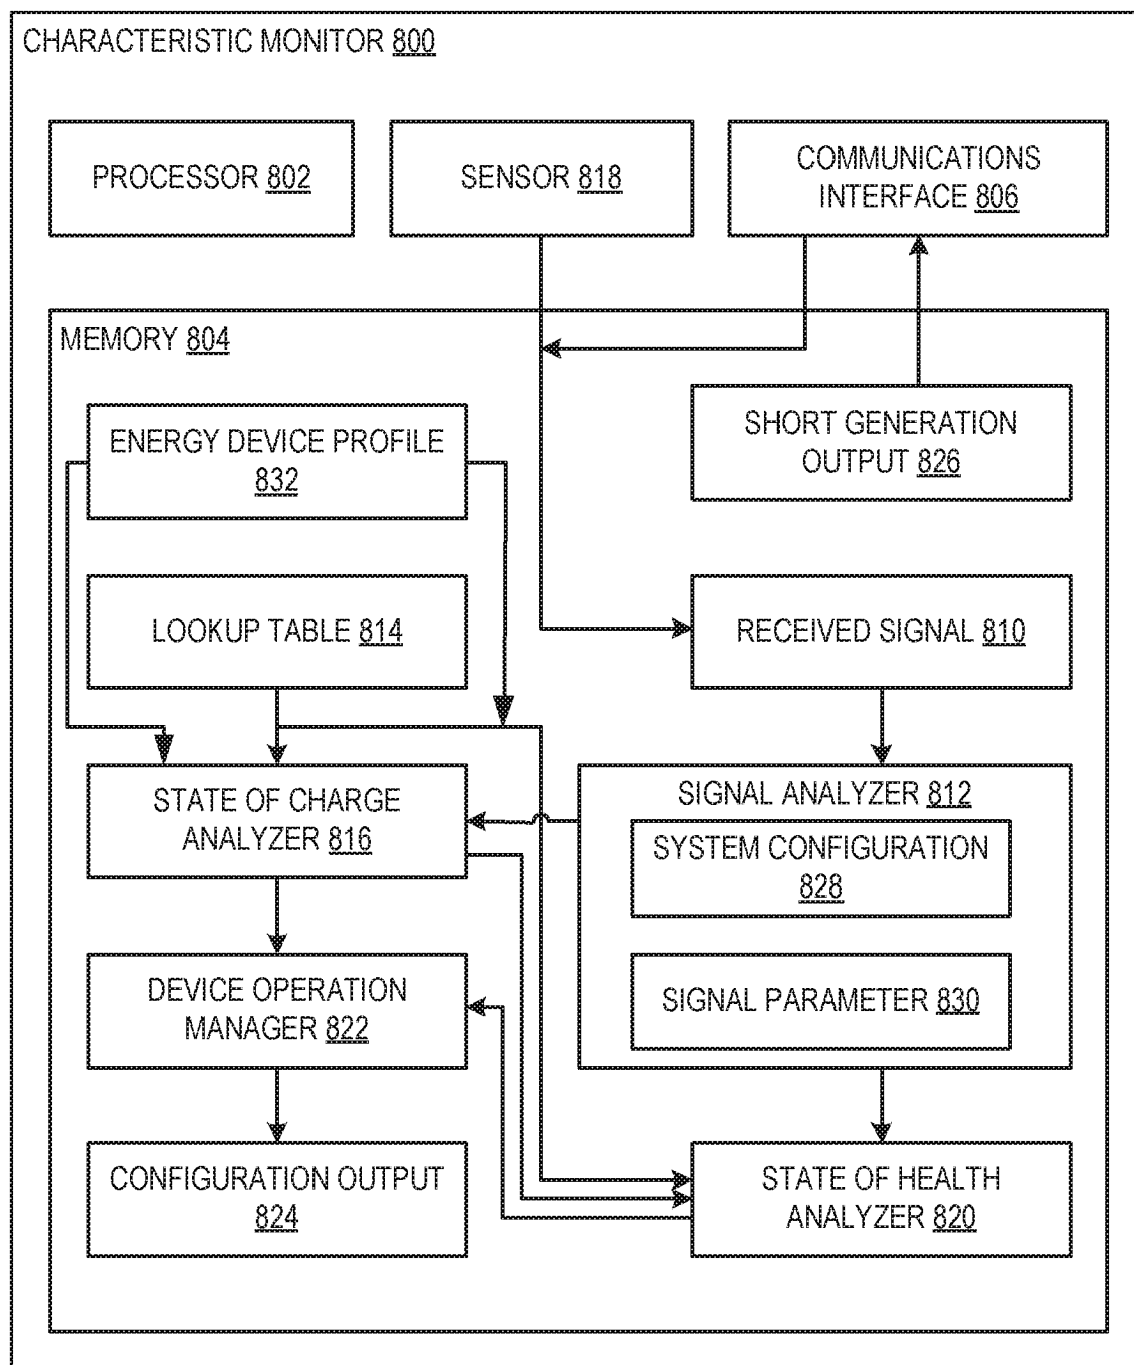 CHARACTERISTIC MONITOR 800
PROCESSOR 802
SENSOR 818
COMMUNICATIONS
INTERFACE 806
MEMORY 804
ENERGY DEVICE PROFILE
832
SHORT GENERATION
OUTPUT 826
LOOKUP TABLE 814
RECEIVED SIGNAL 810
STATE OF CHARGE
ANALYZER 816
SIGNAL ANALYZER 812
SYSTEM CONFIGURATION
828
DEVICE OPERATION
MANAGER 822
SIGNAL PARAMETER 830
CONFIGURATION OUTPUT
824
STATE OF HEALTH
ANALYZER 820